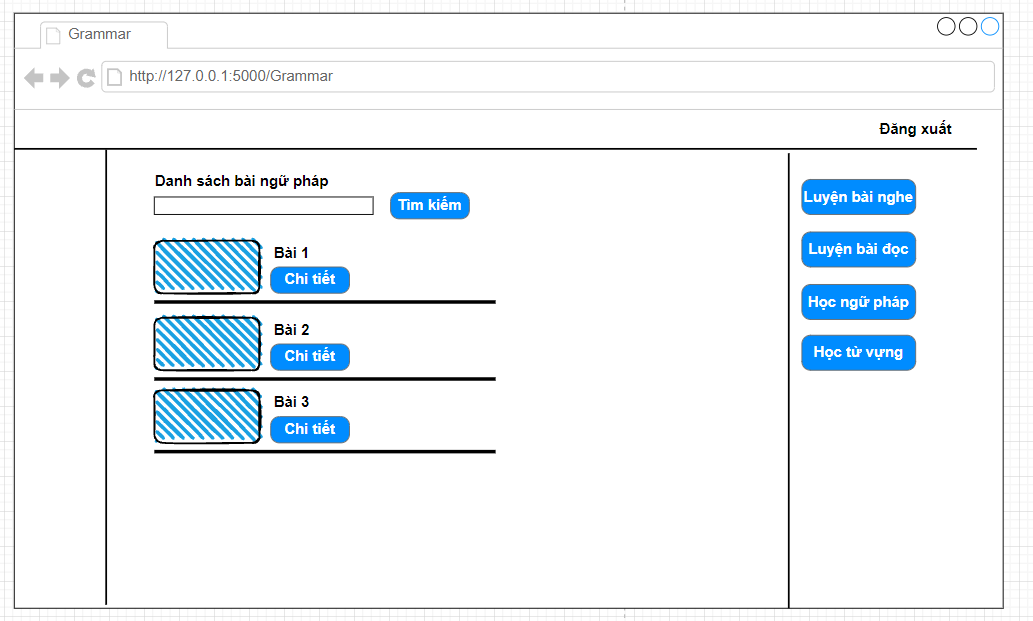 Grammar
http://127.0.0.1:5000/Grammar
Đăng xuất
Danh sách bài ngữ pháp
Tìm kiếm
Bài 1
Chi tiết
Bài 2
Chi tiết
Bài 3
Chi tiết
Luyện bài nghe
Luyện bài đọc
Học ngữ pháp
Học từ vựng